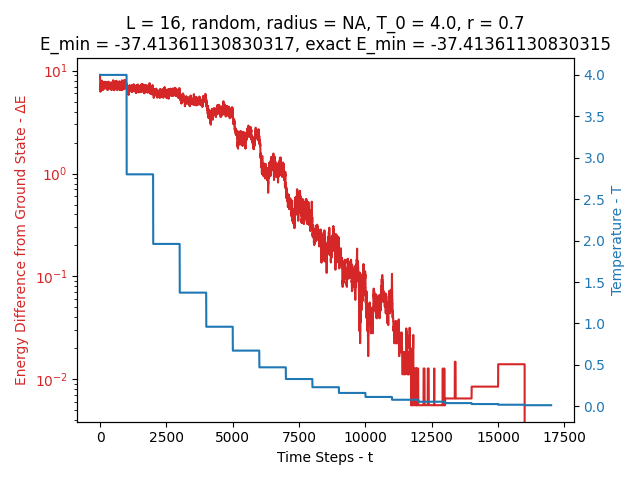 L = 16, random, radius = NA, T_0 = 4.0, r = 0.7
E_min = -37.41361130830317, exact E_min = -37.41361130830315
Energy Difference from Ground State - ΔE
10¹
10⁰
10⁻¹
10⁻²
4.0
3.5
3.0
2.5
2.0
1.5
1.0
0.5
0.0
Temperature - T
0 2500 5000 7500 10000 12500 15000 17500
Time Steps - t